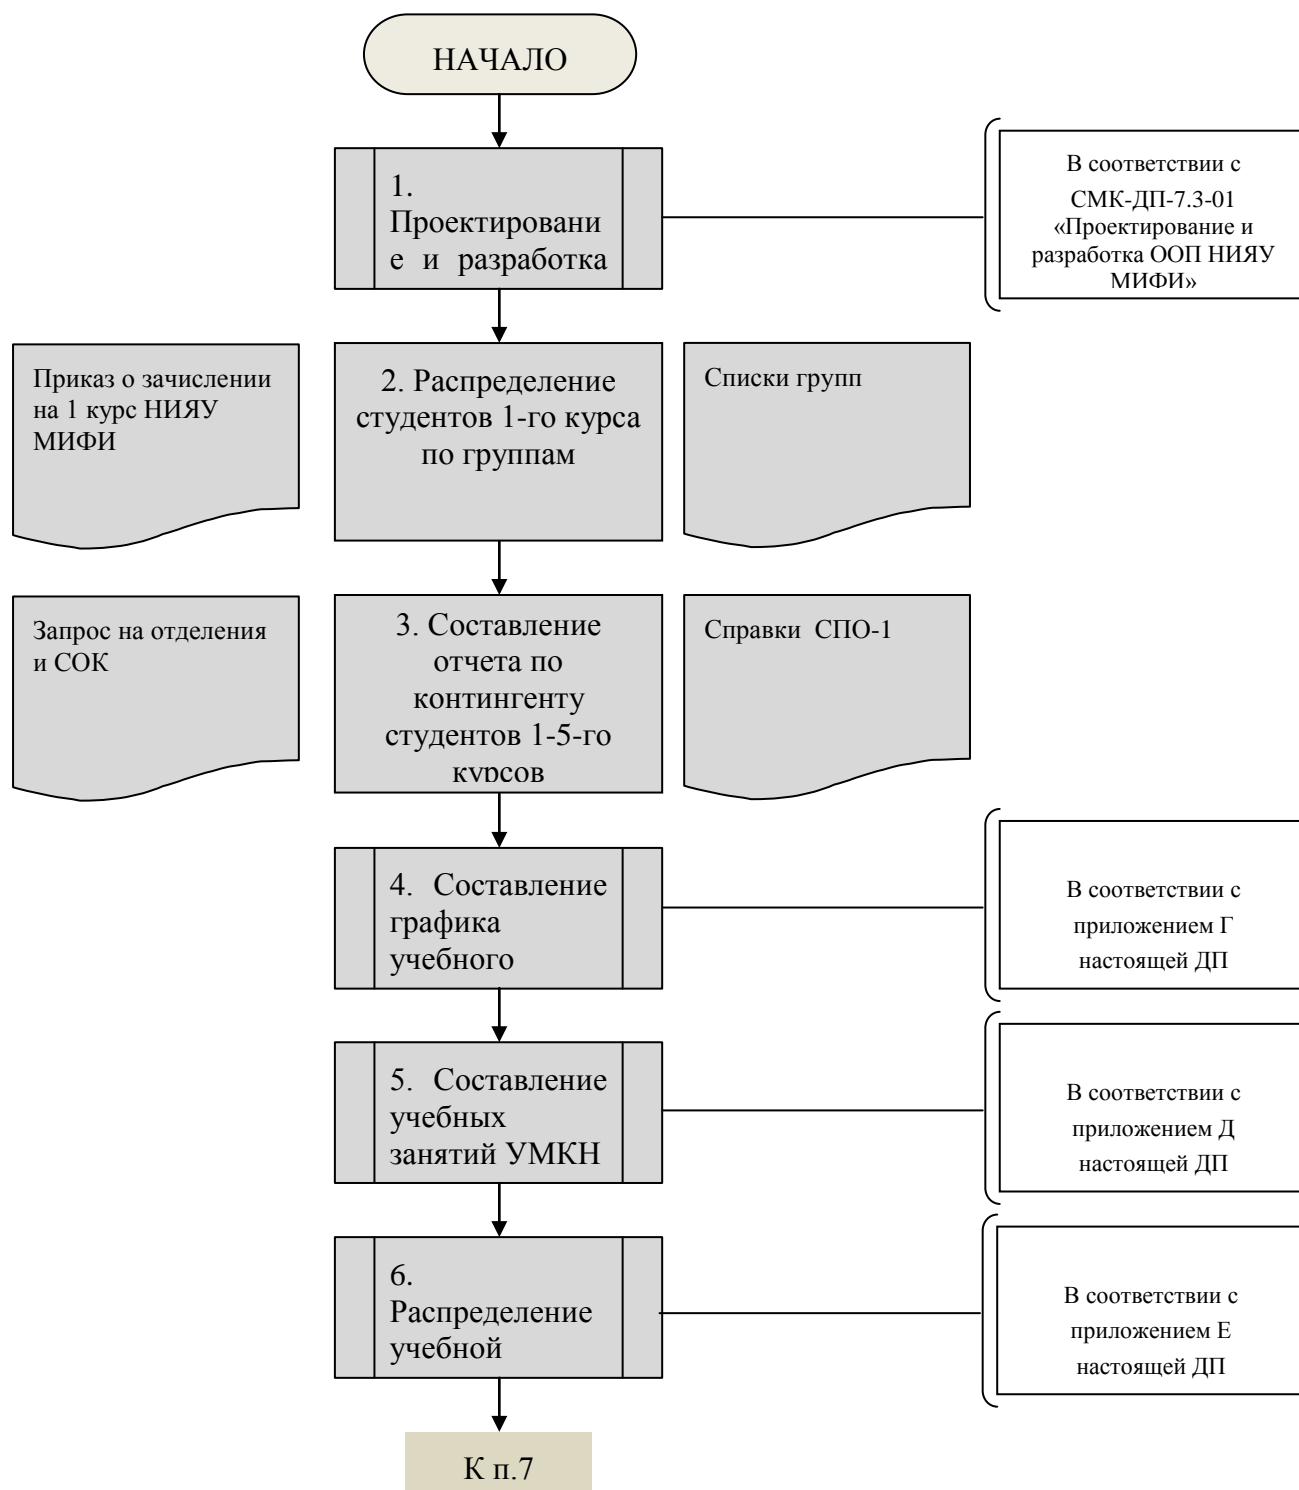 НАЧАЛО
1.
Проектировани
е и разработка
В соответствии с
СМК-ДП-7.3-01
«Проектирование и
разработка ООП НИЯУ
МИФИ»
Приказ о зачислении
на 1 курс НИЯУ
МИФИ
2. Распределение
студентов 1-го курса
по группам
Списки групп
Запрос на отделения
и СОК
3. Составление
отчета по
контингенту
студентов 1-5-го
курсов
Справки СПО-1
4. Составление
графика
учебного
В соответствии с
приложением Г
настоящей ДП
5. Составление
учебных
занятий УМКН
В соответствии с
приложением Д
настоящей ДП
6.
Распределение
учебной
В соответствии с
приложением Е
настоящей ДП
К п.7